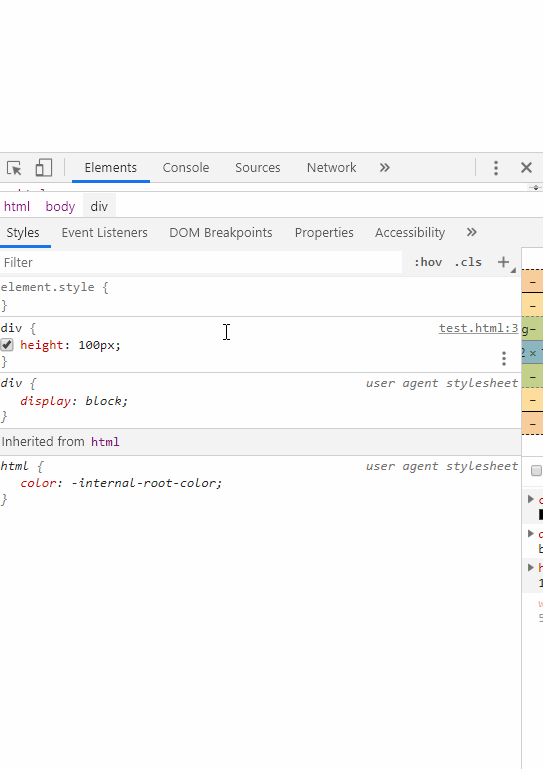 Elements Console Sources Network »
html body div
Styles Event Listeners DOM Breakpoints Properties Accessibility »
Filter :hov .cls +
element.style {
}
div { test.html:3
height: 100px;
}
div { user agent stylesheet
display: block;
}
Inherited from html
html { user agent stylesheet
color: -internal-root-color;
}